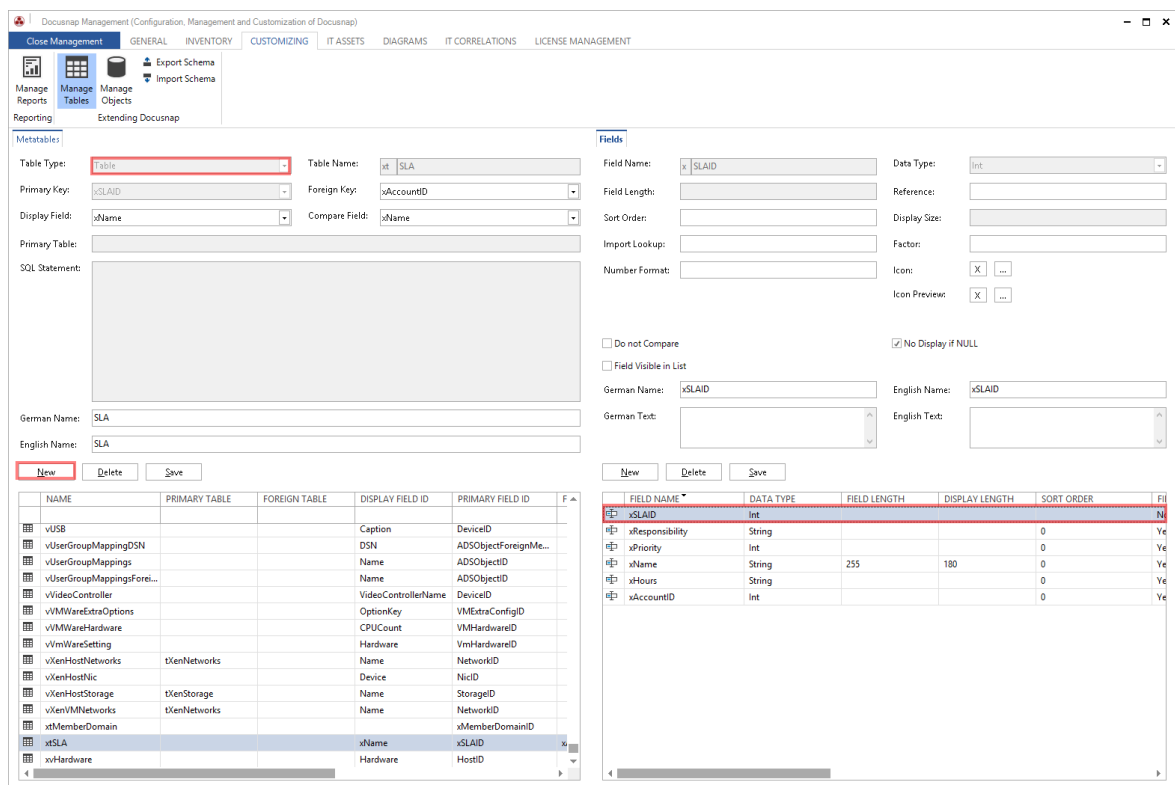 Docusnap Management (Configuration, Management and Customization of Docusnap)
Close Management GENERAL INVENTORY CUSTOMIZING IT ASSETS DIAGRAMS IT CORRELATIONS LICENSE MANAGEMENT
Export Schema
Import Schema
Manage Reports
Manage Tables
Manage Objects
Reporting Extending Docusnap
Metatables
Table Type: Table Table Name: xt SLA
Primary Key: xSLAID Foreign Key: xAccountID
Display Field: xName Compare Field: xName
Primary Table:
SQL Statement:
German Name: SLA
English Name: SLA
New Delete Save
NAME PRIMARY TABLE FOREIGN TABLE DISPLAY FIELD ID PRIMARY FIELD ID F
vUSB Caption DeviceID
vUserGroupMappingDSN DSN ADSObjectForeignMe...
vUserGroupMappings Name ADSObjectID
vUserGroupMappingsForei... Name ADSObjectID
vVideoController VideoControllerName DeviceID
vVMWareExtraOptions OptionKey VMExtraConfigID
vVMWareHardware CPUCount VMHardwareID
vVmWareSetting Hardware VmHardwareID
vXenHostNetworks tXenNetworks Name NetworkID
vXenHostNic Device NicID
vXenHostStorage tXenStorage Name StorageID
vXenVMNetworks tXenNetworks Name NetworkID
xtMemberDomain xMemberDomainID
xtSLA xName xSLAID x
xvHardware Hardware HostID
Fields
Field Name: x SLAID Data Type: Int
Field Length: Reference:
Sort Order: Display Size:
Import Lookup: Factor:
Number Format: Icon: X ...
Icon Preview: X ...
Do not Compare No Display if NULL
Field Visible in List
German Name: xSLAID English Name: xSLAID
German Text: English Text:
New Delete Save
FIELD NAME DATA TYPE FIELD LENGTH DISPLAY LENGTH SORT ORDER FI
xSLAID Int No
xResponsibility String 0 Ye
xPriority Int 0 Ye
xName String 255 180 0 Ye
xHours String 0 Ye
xAccountID Int 0 Ye